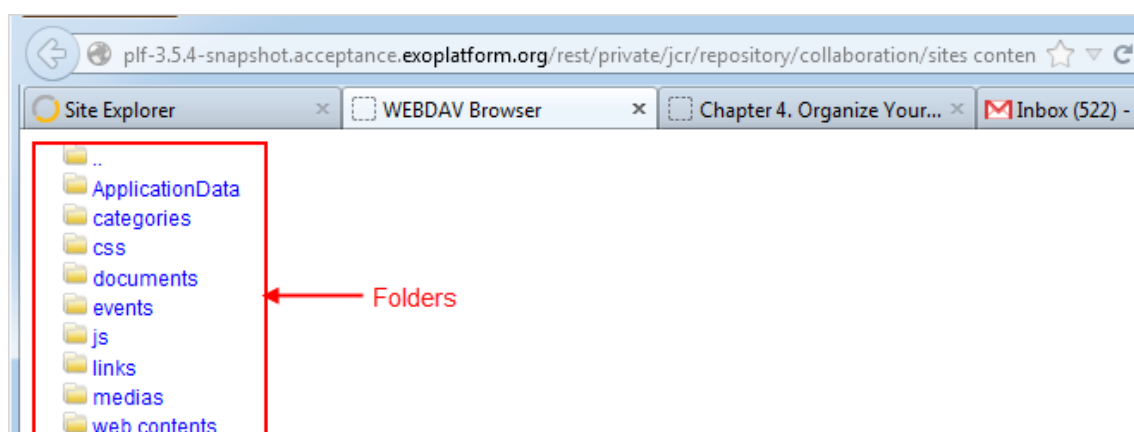 plf-3.5.4-snapshot.acceptance.exoplatform.org/rest/private/jcr/repository/collaboration/sites conten
Site Explorer
WEBDAV Browser
Chapter 4. Organize Your...
Inbox (522) -
..
ApplicationData
categories
css
documents
events
Folders
js
links
medias
web contents